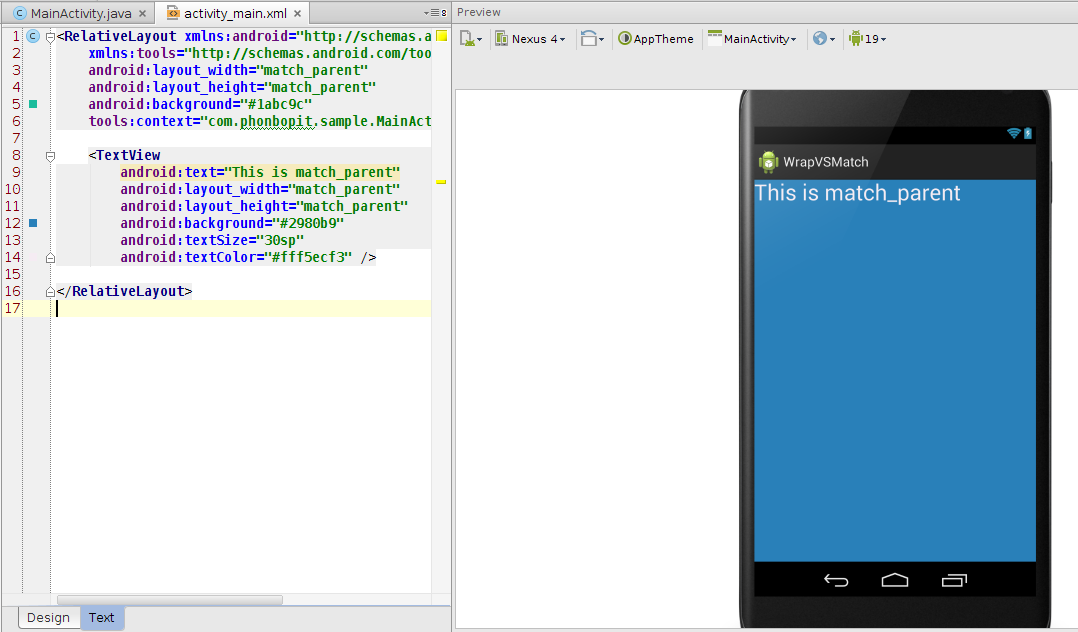 MainActivity.java
activity_main.xml
8
Preview
Nexus 4
AppTheme
MainActivity
19
1 <RelativeLayout xmlns:android="http://schemas.a
2 xmlns:tools="http://schemas.android.com/too
3 android:layout_width="match_parent"
4 android:layout_height="match_parent"
5 android:background="#1abc9c"
6 tools:context="com.phonbopit.sample.MainAct
7
8 <TextView
9 android:text="This is match_parent"
10 android:layout_width="match_parent"
11 android:layout_height="match_parent"
12 android:background="#2980b9"
13 android:textSize="30sp"
14 android:textColor="#fff5ecf3" />
15
16 </RelativeLayout>
17
WrapVSMatch
This is match_parent
Design
Text